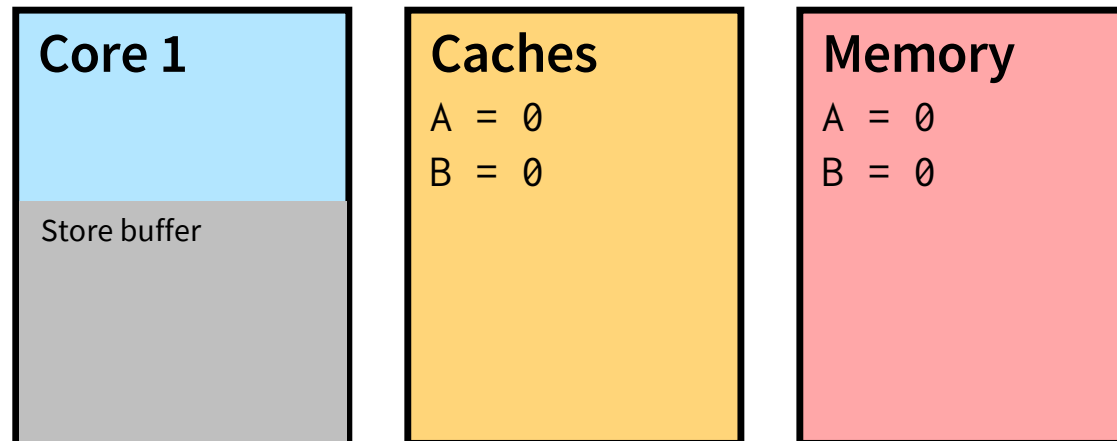 Core 1
Store buffer
Caches
A = 0
B = 0
Memory
A = 0
B = 0